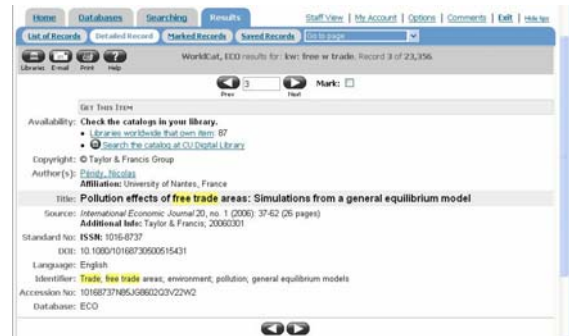 Home Databases Searching Results Staff View | My Account | Options | Comments | Exit | Hide tips
List of Records Detailed Record Marked Records Saved Records Go to page
Libraries E-mail Print Help WorldCat, ECO results for: kw: free w trade. Record 3 of 23,356.
3 Mark:
Prev Next
GET THIS ITEM
Availability: Check the catalogs in your library.
• Libraries worldwide that own item: 87
• Search the catalog at CU Digital Library
Copyright: © Taylor & Francis Group
Author(s): Péridy, Nicolas
Affiliation: University of Nantes, France
Title: Pollution effects of free trade areas: Simulations from a general equilibrium model
Source: International Economic Journal 20, no. 1 (2006): 37-62 (26 pages)
Additional Info: Taylor & Francis; 20060301
Standard No: ISSN: 1016-8737
DOI: 10.1080/10168730500515431
Language: English
Identifier: Trade; free trade areas; environment; pollution; general equilibrium models
Accession No:
Database: ECO